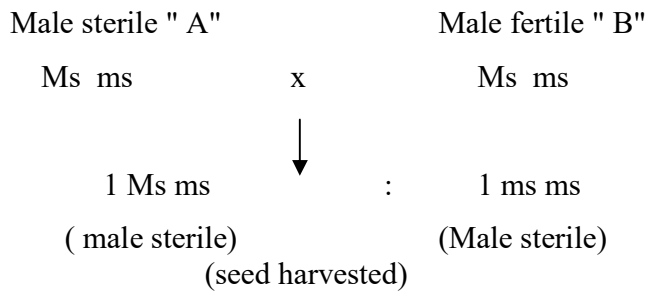 Male sterile " A" Male fertile " B"
Ms ms x Ms ms
1 Ms ms : 1 ms ms
( male sterile) (Male sterile)
(seed harvested)